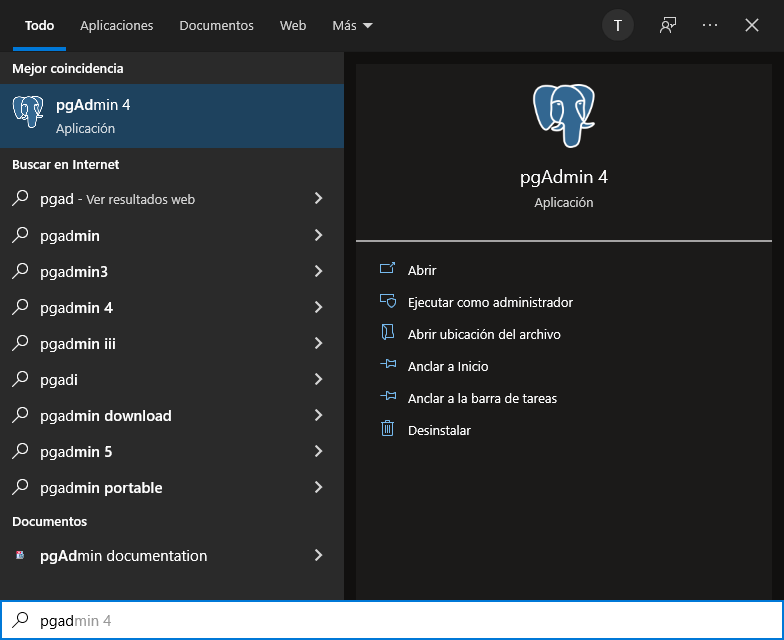 Todo Aplicaciones Documentos Web Más T ...
Mejor coincidencia
pgAdmin 4
Aplicación
Buscar en Internet
pgad - Ver resultados web
pgadmin
pgadmin3
pgadmin 4
pgadmin iii
pgadi
pgadmin download
pgadmin 5
pgadmin portable
Documentos
pgAdmin documentation
pgAdmin 4
Aplicación
Abrir
Ejecutar como administrador
Abrir ubicación del archivo
Anclar a Inicio
Anclar a la barra de tareas
Desinstalar
pgadmin 4